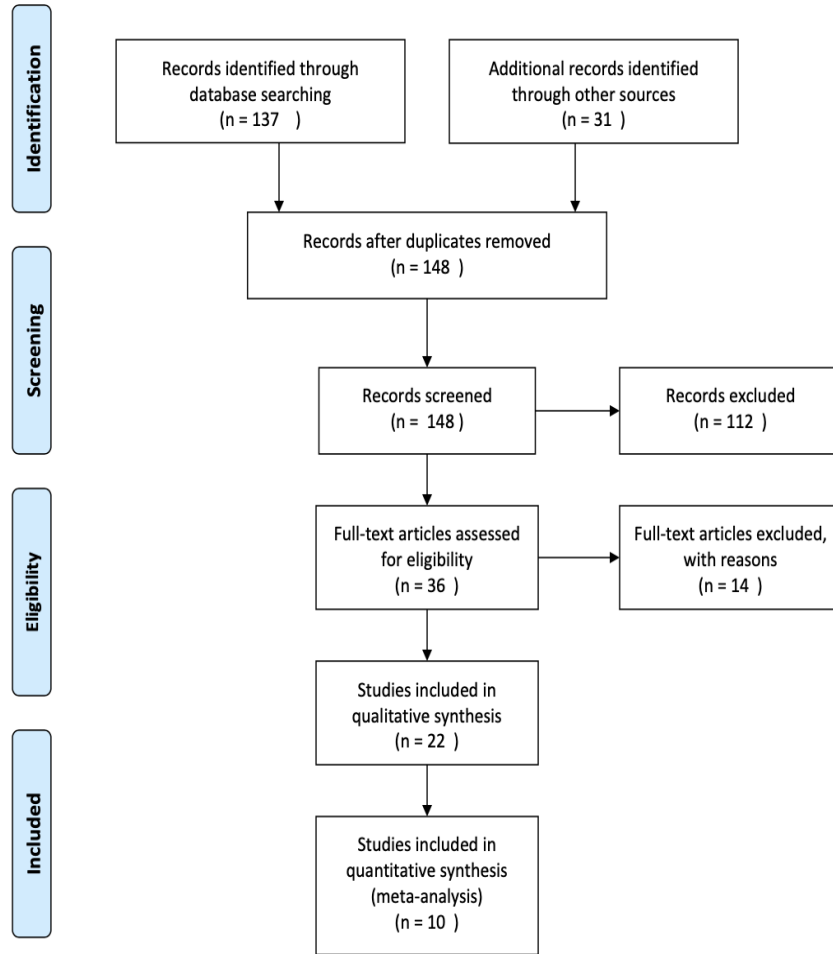 Identification
Records identified through
database searching
(n = 137 )
Additional records identified
through other sources
(n = 31 )
Records after duplicates removed
(n = 148 )
Screening
Records screened
(n = 148 )
Records excluded
(n = 112 )
Eligibility
Full-text articles assessed
for eligibility
(n = 36 )
Full-text articles excluded,
with reasons
(n = 14 )
Studies included in
qualitative synthesis
(n = 22 )
Included
Studies included in
quantitative synthesis
(meta-analysis)
(n = 10 )